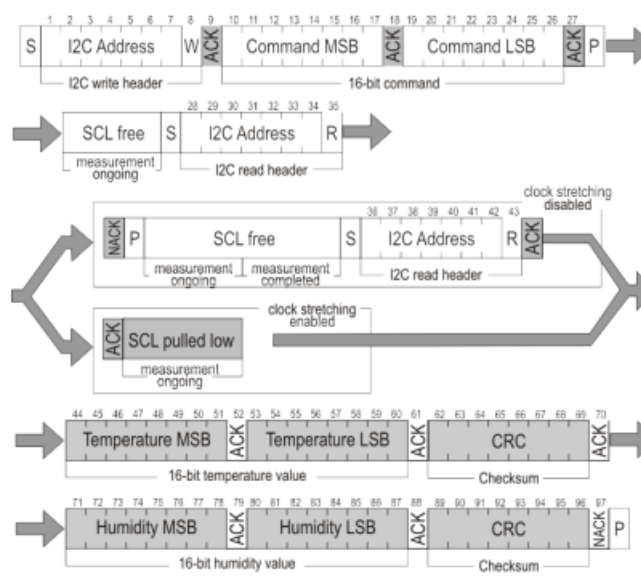 1 2 3 4 5 6 7 8 9 10 11 12 13 14 15 16 17 18 19 20 21 22 23 24 25 26 27
S I2C Address W ACK Command MSB ACK Command LSB ACK P
I2C write header 16-bit command
28 29 30 31 32 33 34 35
SCL free S I2C Address R
measurement ongoing I2C read header
clock stretching disabled
36 37 38 39 40 41 42 43
NACK P SCL free S I2C Address R ACK
measurement ongoing measurement completed I2C read header
clock stretching enabled
ACK SCL pulled low
measurement ongoing
44 45 46 47 48 49 50 51 52 53 54 55 56 57 58 59 60 61 62 63 64 65 66 67 68 69 70
Temperature MSB ACK Temperature LSB ACK CRC ACK
16-bit temperature value Checksum
71 72 73 74 75 76 77 78 79 80 81 82 83 84 85 86 87 88 89 90 91 92 93 94 95 96 97
Humidity MSB ACK Humidity LSB ACK CRC NACK P
16-bit humidity value Checksum